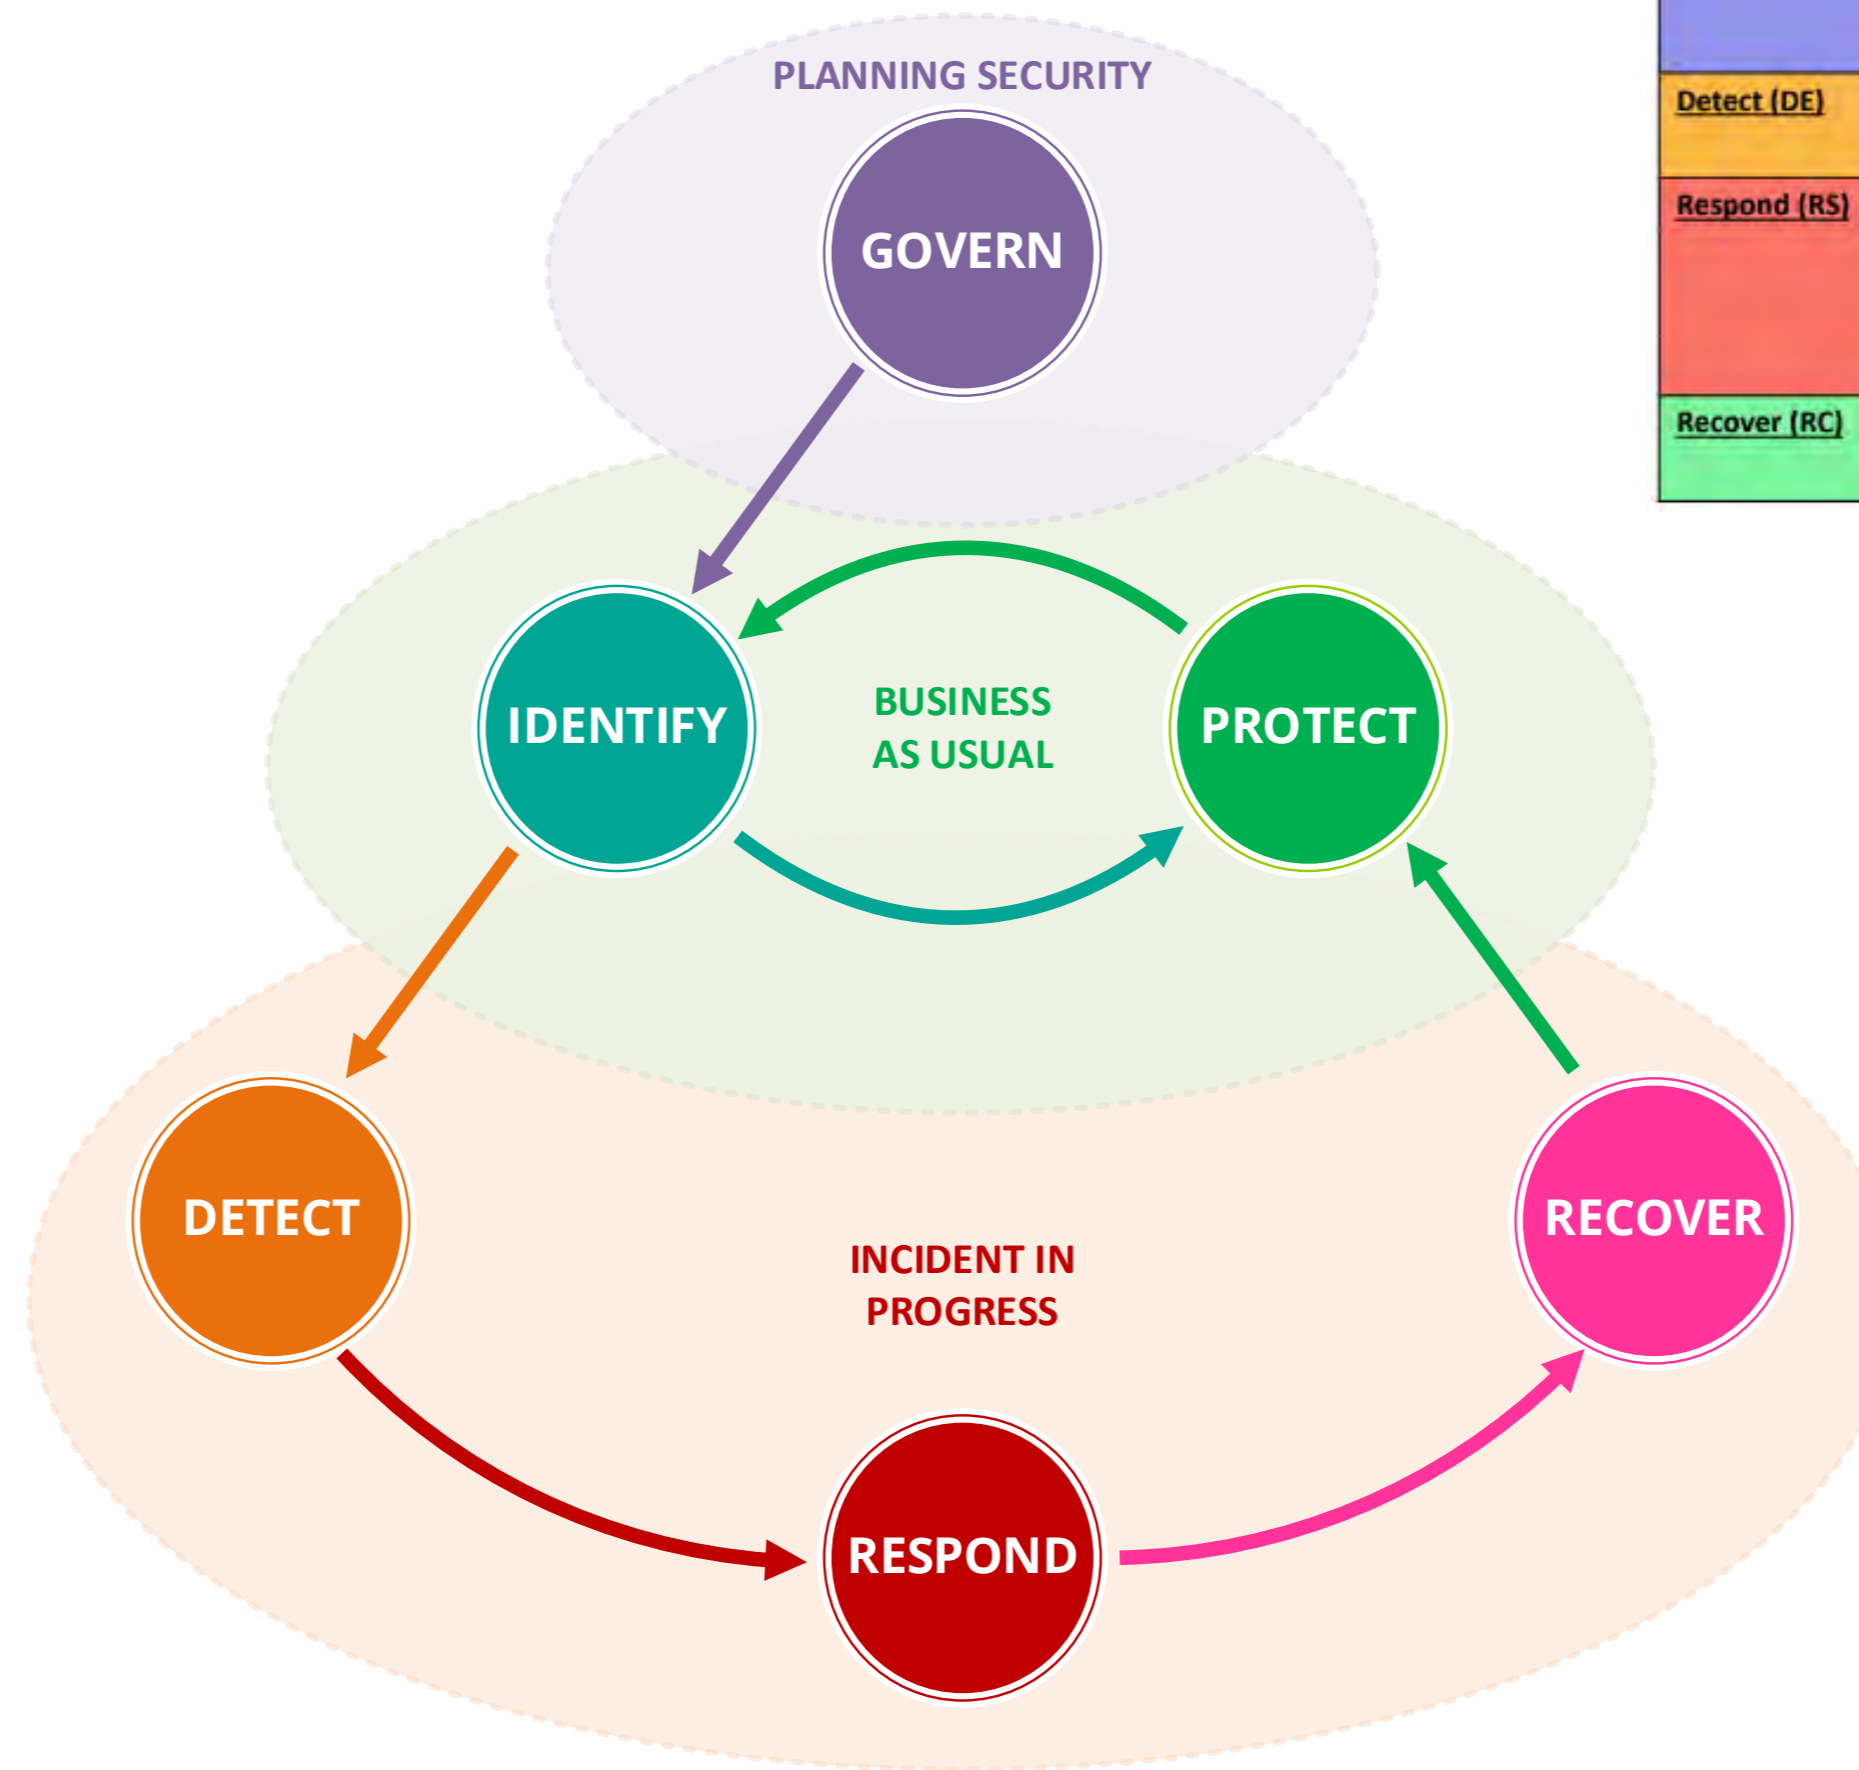 PLANNING SECURITY
GOVERN
IDENTIFY
BUSINESS
AS USUAL
PROTECT
DETECT
INCIDENT IN
PROGRESS
RECOVER
RESPOND
Detect (DE)
Respond (RS)
Recover (RC)